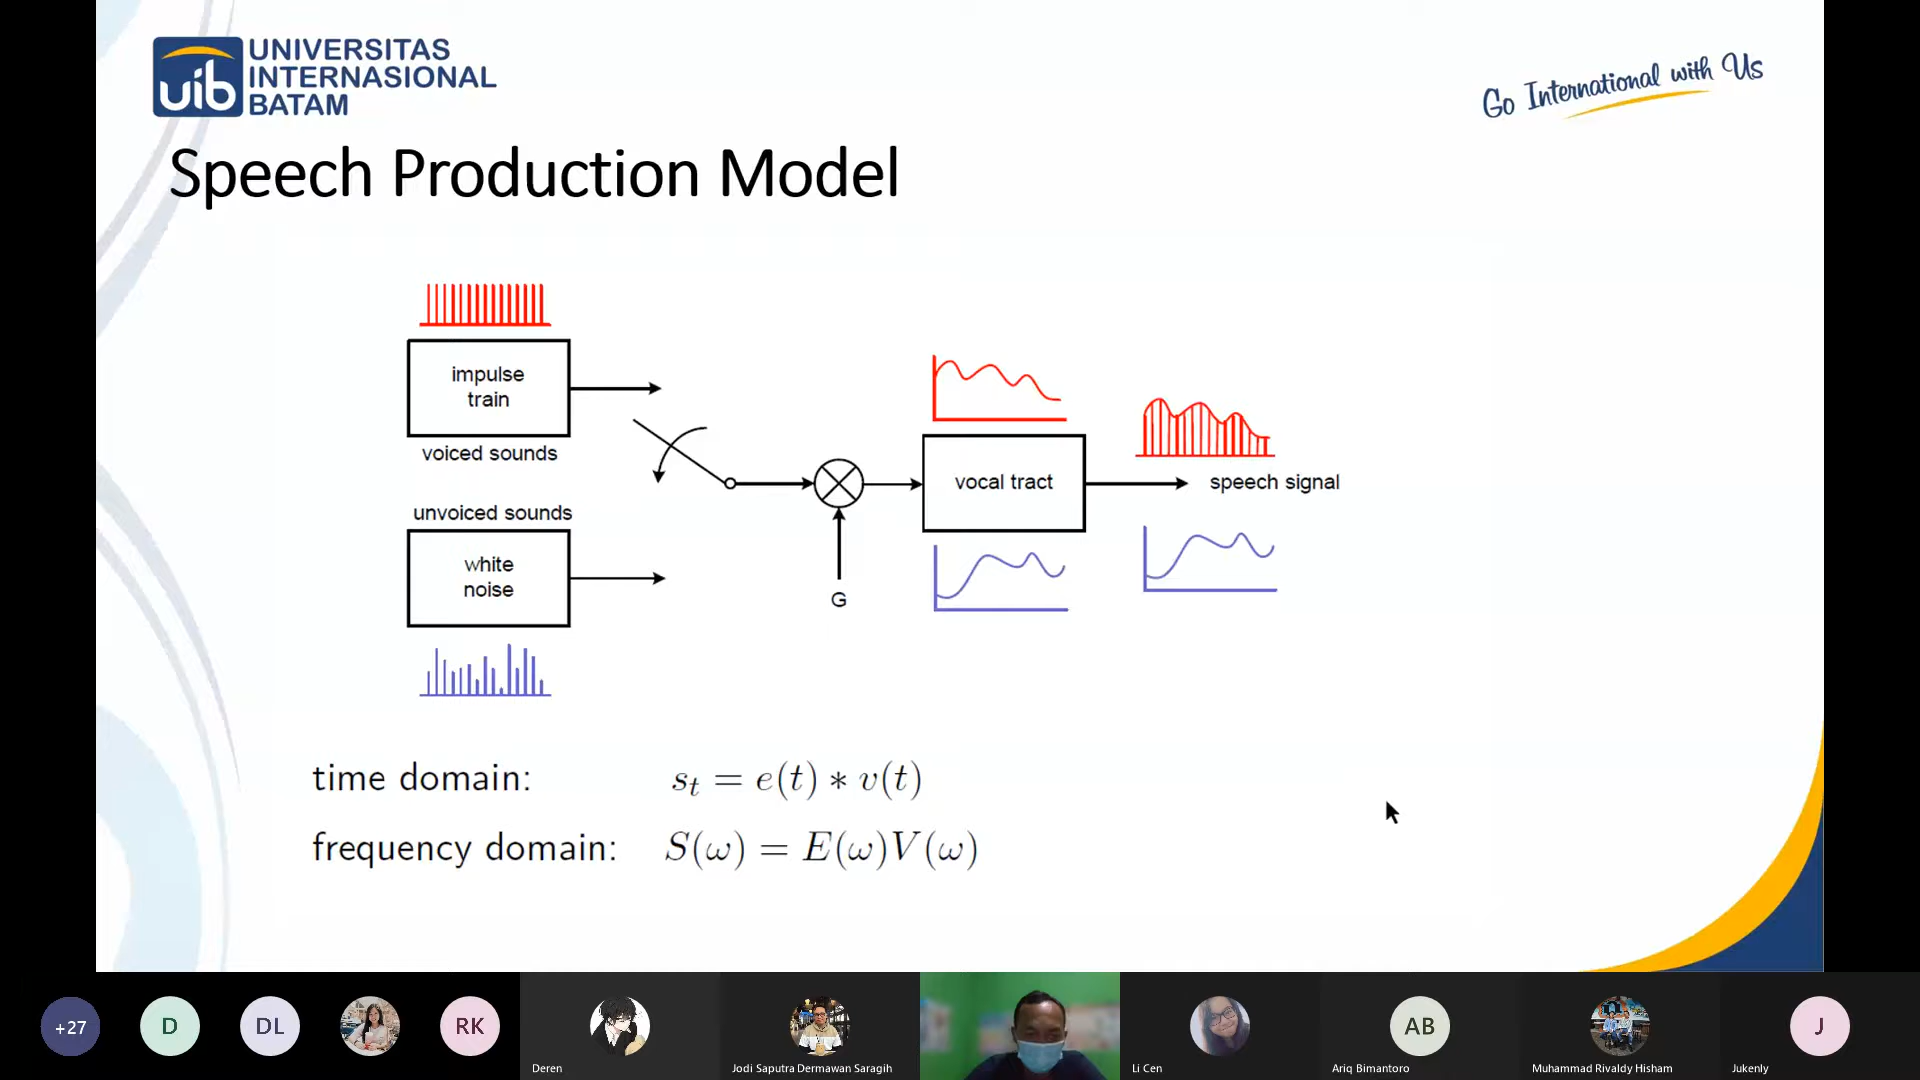 uib
UNIVERSITAS
INTERNASIONAL
BATAM
Go International with Us
Speech Production Model
impulse
train
voiced sounds
unvoiced sounds
white
noise
G
vocal tract
speech signal
time domain: s_t = e(t) * v(t)
frequency domain: S(ω) = E(ω)V(ω)
+27
D
DL
RK
Deren
Jodi Saputra Dermawan Saragih
Li Cen
AB
Ariq Bimantoro
Muhammad Rivaldy Hisham
J
Jukenly